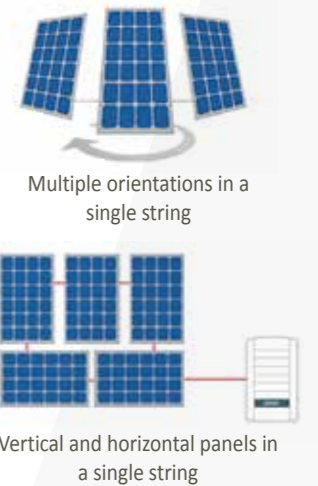 Multiple orientations in a
single string
Vertical and horizontal panels in
a single string